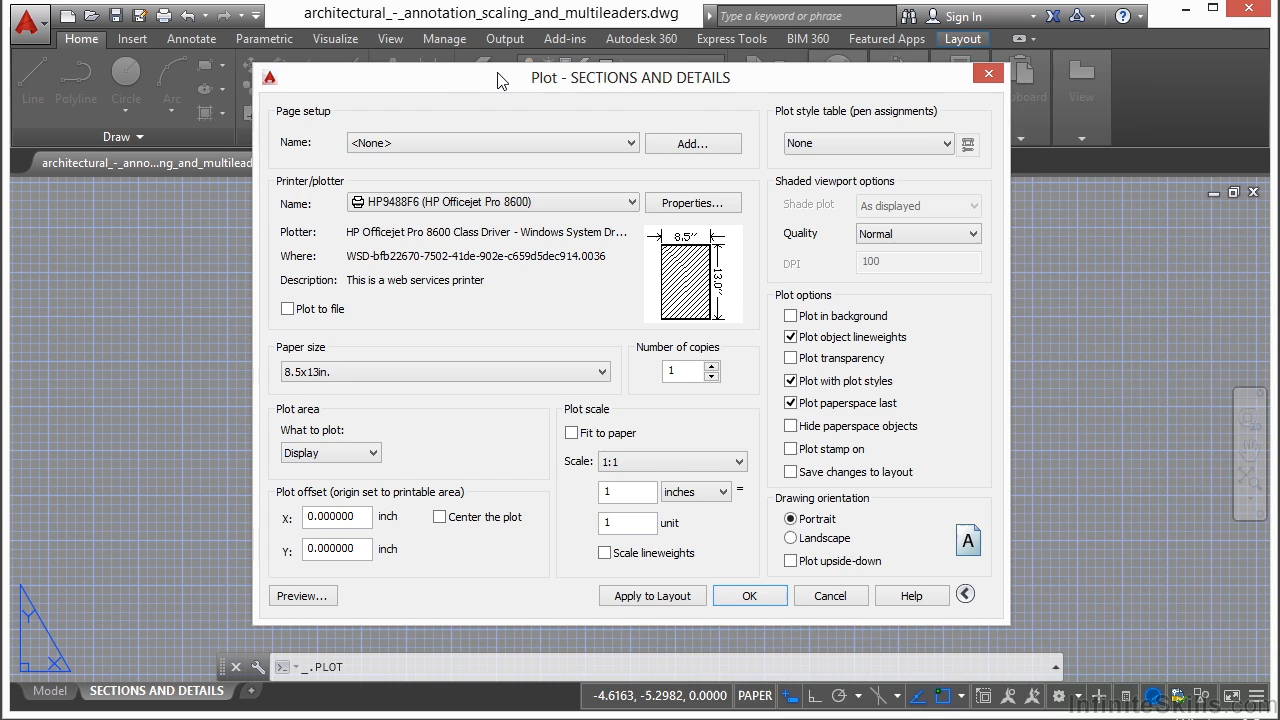 architectural_-_annotation_scaling_and_multileaders.dwg
Type a keyword or phrase
Sign In
Home Insert Annotate Parametric Visualize View Manage Output Add-ins Autodesk 360 Express Tools BIM 360 Featured Apps Layout
Line Polyline Circle Arc
View
Draw
architectural_-_anno...ng_and_multilead
Plot - SECTIONS AND DETAILS
Page setup
Name: <None> Add...
Printer/plotter
Name: HP9488F6 (HP Officejet Pro 8600) Properties...
Plotter: HP Officejet Pro 8600 Class Driver - Windows System Dr...
Where: WSD-bfb22670-7502-41de-902e-c659d5dec914.0036
Description: This is a web services printer
Plot to file
8.5''
13.0''
Paper size
8.5x13in.
Number of copies
1
Plot area
What to plot:
Display
Plot offset (origin set to printable area)
X: 0.000000 inch Center the plot
Y: 0.000000 inch
Plot scale
Fit to paper
Scale: 1:1
1 inches =
1 unit
Scale lineweights
Plot style table (pen assignments)
None
Shaded viewport options
Shade plot As displayed
Quality Normal
DPI 100
Plot options
Plot in background
Plot object lineweights
Plot transparency
Plot with plot styles
Plot paperspace last
Hide paperspace objects
Plot stamp on
Save changes to layout
Drawing orientation
Portrait
Landscape
Plot upside-down
A
Preview... Apply to Layout OK Cancel Help
Y
X
_.PLOT
Model SECTIONS AND DETAILS
-4.6163, -5.2982, 0.0000 PAPER
InfiniteSkills.com